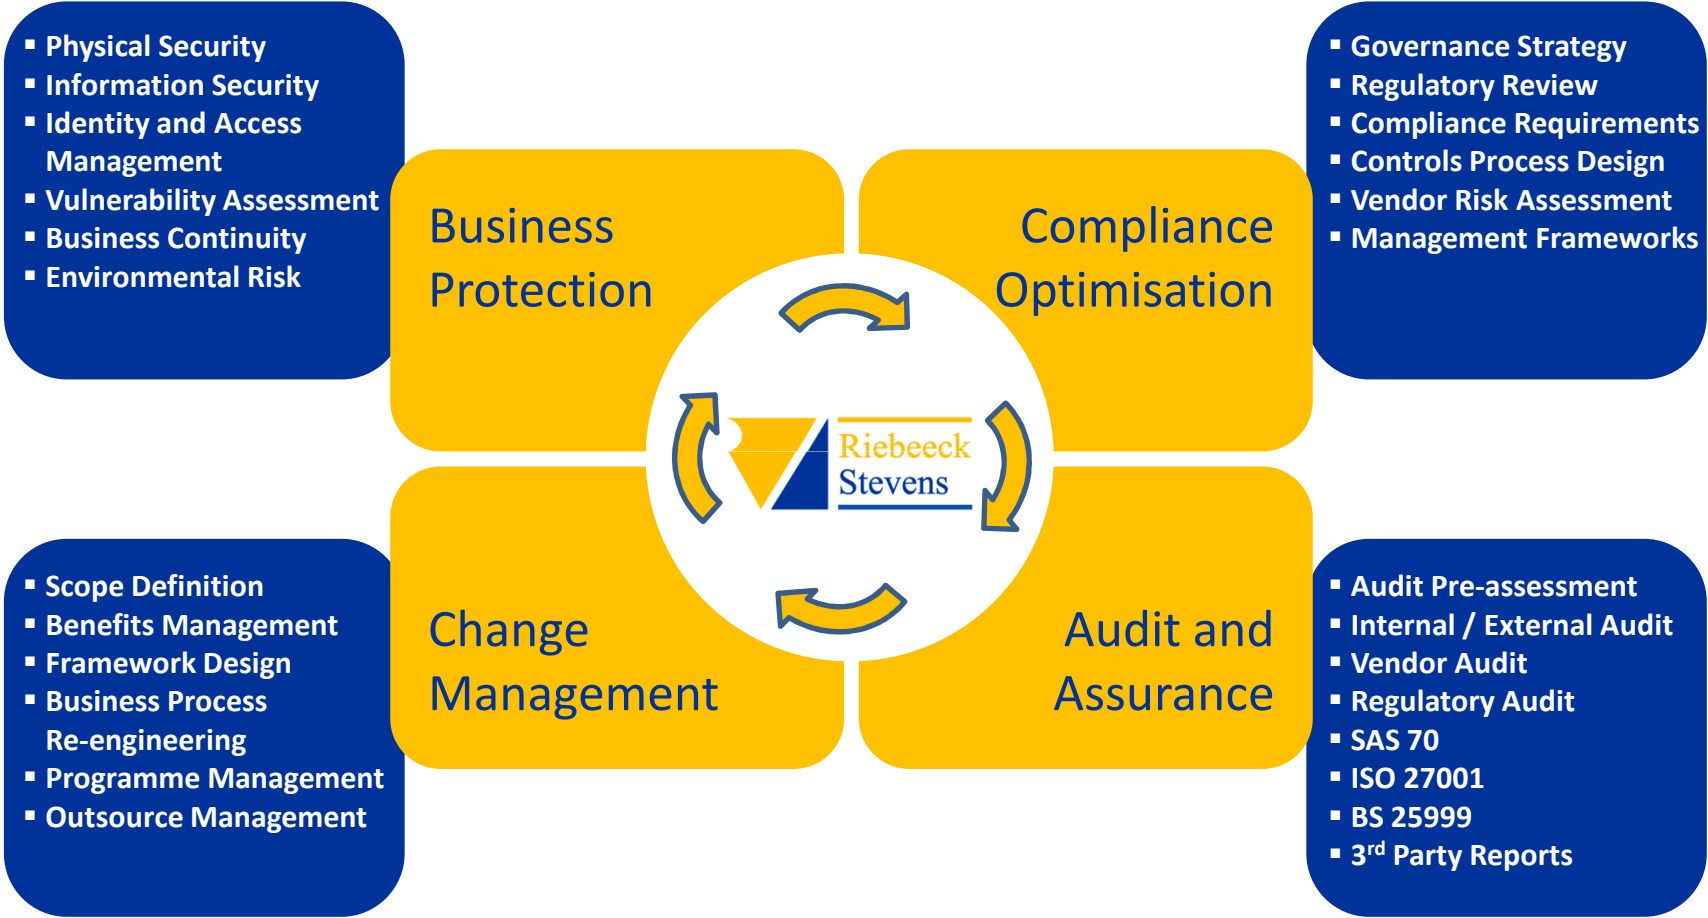 ▪ Physical Security
▪ Information Security
▪ Identity and Access
Management
▪ Vulnerability Assessment
▪ Business Continuity
▪ Environmental Risk
Business
Protection
Compliance
Optimisation
▪ Governance Strategy
▪ Regulatory Review
▪ Compliance Requirements
▪ Controls Process Design
▪ Vendor Risk Assessment
▪ Management Frameworks
Riebeeck
Stevens
▪ Scope Definition
▪ Benefits Management
▪ Framework Design
▪ Business Process
Re-engineering
▪ Programme Management
▪ Outsource Management
Change
Management
Audit and
Assurance
▪ Audit Pre-assessment
▪ Internal / External Audit
▪ Vendor Audit
▪ Regulatory Audit
▪ SAS 70
▪ ISO 27001
▪ BS 25999
▪ 3rd Party Reports